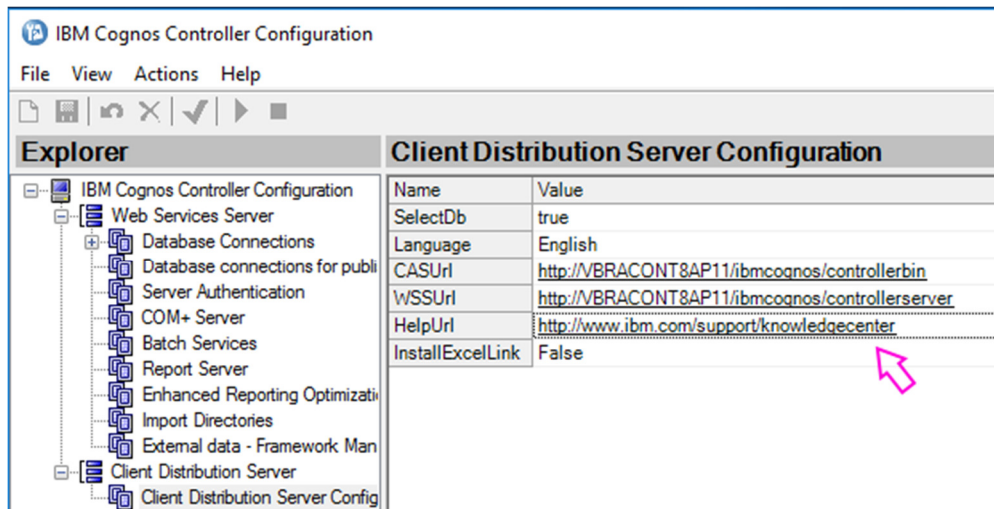 IBM Cognos Controller Configuration
File View Actions Help
Explorer
IBM Cognos Controller Configuration
Web Services Server
Database Connections
Database connections for publi
Server Authentication
COM+ Server
Batch Services
Report Server
Enhanced Reporting Optimizati
Import Directories
External data - Framework Man
Client Distribution Server
Client Distribution Server Config
Client Distribution Server Configuration
Name Value
SelectDb true
Language English
CASUrl http://VBRACONT8AP11/ibmcognos/controllerbin
WSSUrl http://VBRACONT8AP11/ibmcognos/controllerserver
HelpUrl http://www.ibm.com/support/knowledgecenter
InstallExcelLink False